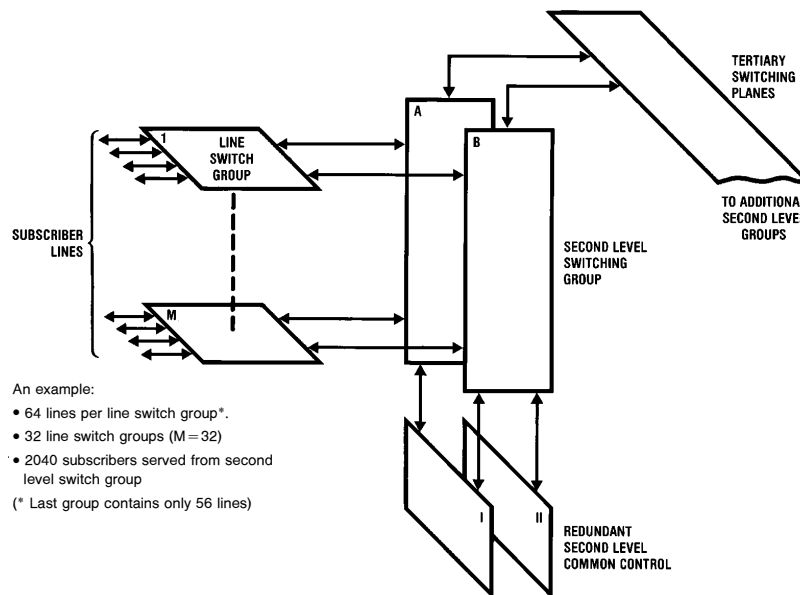 TERTIARY
SWITCHING
PLANES
A
B
1
LINE
SWITCH
GROUP
TO ADDITIONA
SECOND LEVE
GROUPS
SUBSCRIBER
LINES
SECOND LEVEL
SWITCHING
GROUP
M
An example:
• 64 lines per line switch group*.
• 32 line switch groups (M=32)
• 2040 subscribers served from second
level switch group
(* Last group contains only 56 lines)
I
II
REDUNDANT
SECOND LEVEL
COMMON CONTROL